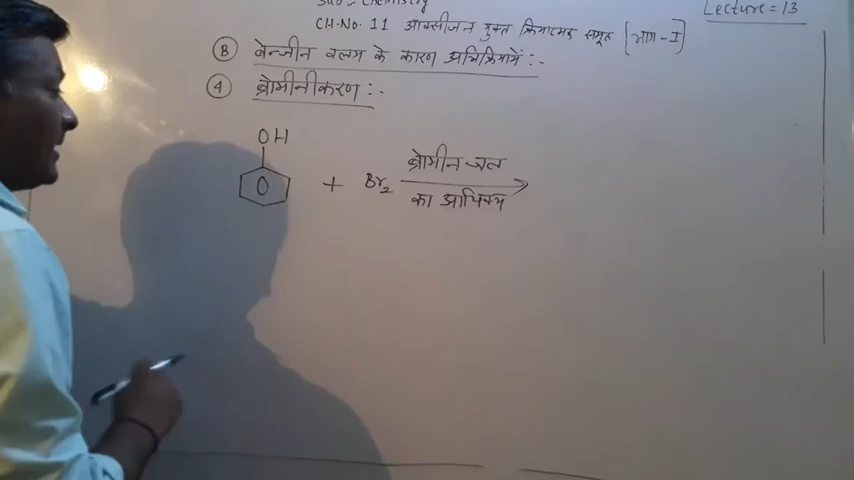 Sub - Chemistry
Lecture = 13
CH.No. 11 ऑक्सीजन युक्त क्रियात्मक समूह [भाग - I]
(B) बेन्जीन वलय के कारण अभिक्रियायें :-
(4) ब्रोमीनीकरण :-
OH
+ Br2
ब्रोमीन जल
का आधिक्य